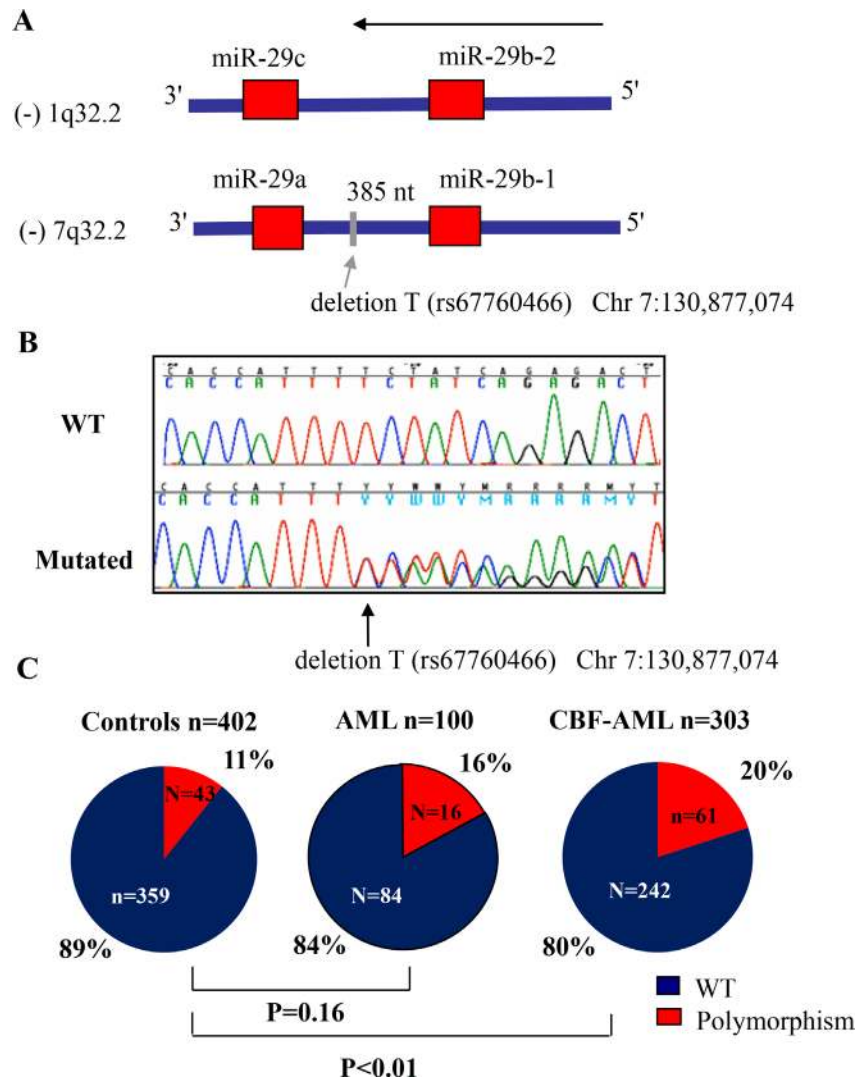 A
miR-29c miR-29b-2
3' 5'
(-) 1q32.2
miR-29a 385 nt miR-29b-1
3' 5'
(-) 7q32.2
deletion T (rs67760466) Chr 7:130,877,074
B
C A C C A T T T T C T A T C A G A G A C T
C A C C A T T T T C T A T C A G A G A C T
WT
C A C C A T T T Y Y W W Y M R R R R M Y T
C A C C A T T T Y Y W W Y M R R R R M Y T
Mutated
deletion T (rs67760466) Chr 7:130,877,074
C
Controls n=402 AML n=100 CBF-AML n=303
11% 16% 20%
N=43 N=16 n=61
n=359 N=84 N=242
89% 84% 80%
WT
P=0.16
Polymorphism
P<0.01